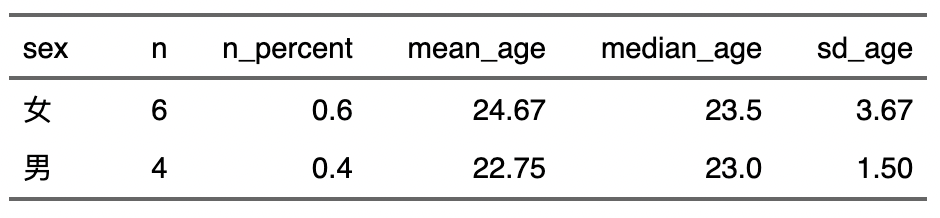 sex n n_percent mean_age median_age sd_age
女 6 0.6 24.67 23.5 3.67
男 4 0.4 22.75 23.0 1.50